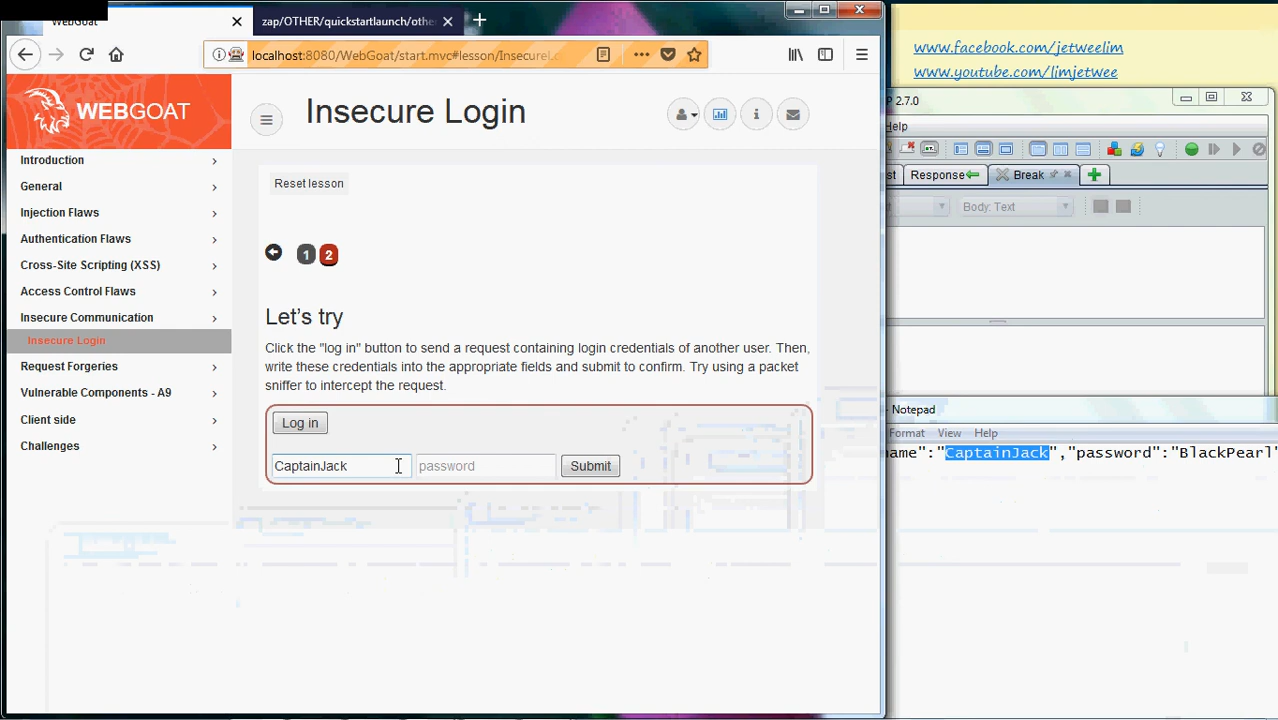 WebGoat
zap/OTHER/quickstartlaunch/othe
localhost:8080/WebGoat/start.mvc#lesson/InsecureL
WEBGOAT
Insecure Login
Introduction
General
Injection Flaws
Authentication Flaws
Cross-Site Scripting (XSS)
Access Control Flaws
Insecure Communication
Insecure Login
Request Forgeries
Vulnerable Components - A9
Client side
Challenges
Reset lesson
1 2
Let's try
Click the "log in" button to send a request containing login credentials of another user. Then,
write these credentials into the appropriate fields and submit to confirm. Try using a packet
sniffer to intercept the request.
Log in
CaptainJack password Submit
www.facebook.com/jetweelim
www.youtube.com/limjetwee
P 2.7.0
Help
st Response Break
Body: Text
- Notepad
Format View Help
name":"CaptainJack","password":"BlackPearl"